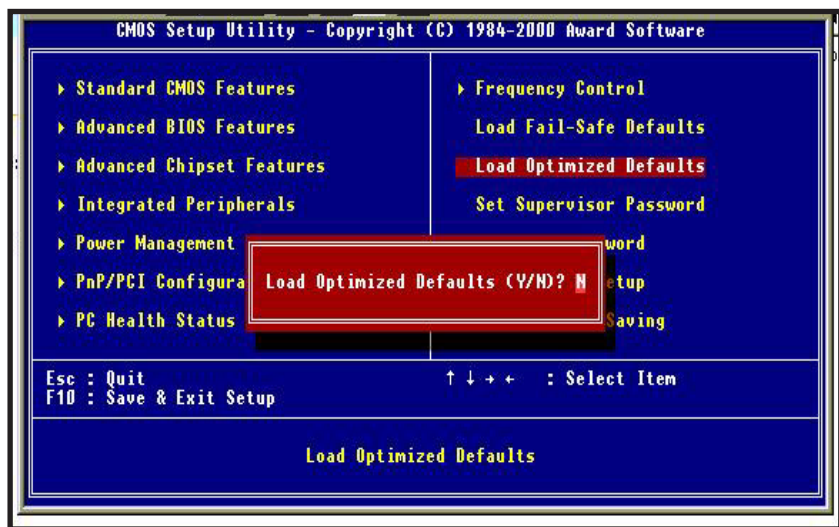 CMOS Setup Utility - Copyright (C) 1984-2000 Award Software
▸ Standard CMOS Features
▸ Advanced BIOS Features
▸ Advanced Chipset Features
▸ Integrated Peripherals
▸ Power Management
▸ PnP/PCI Configura
▸ PC Health Status
▸ Frequency Control
Load Fail-Safe Defaults
Load Optimized Defaults
Set Supervisor Password
word
etup
Saving
Load Optimized Defaults (Y/N)? N
Esc : Quit
F10 : Save & Exit Setup
↑ ↓ → ← : Select Item
Load Optimized Defaults